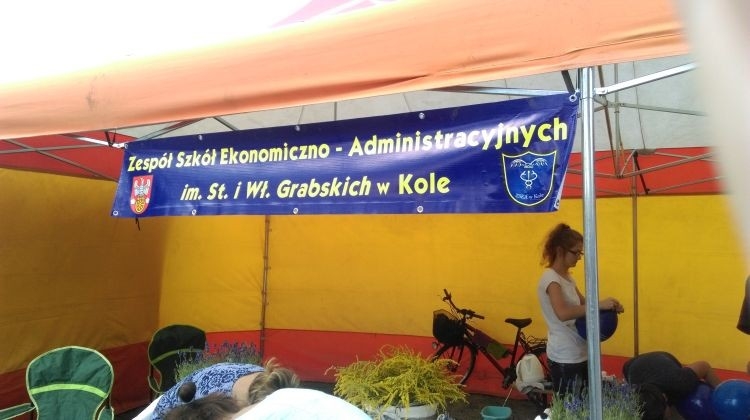 Zespół Szkół Ekonomiczno - Administracyjnych
im. St. i Wł. Grabskich w Kole